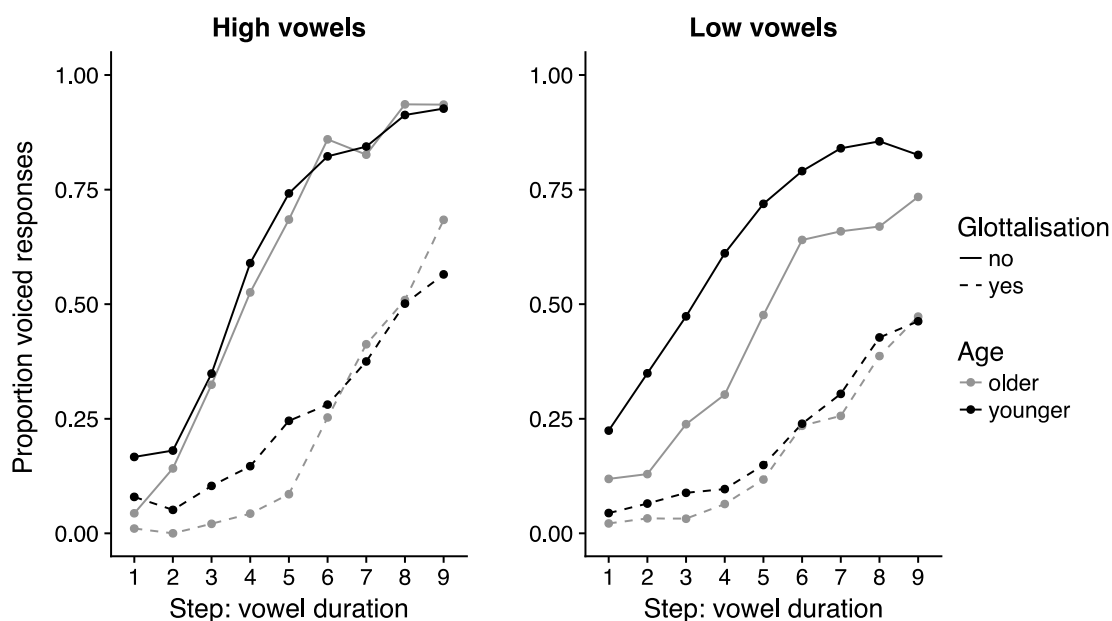 High vowels
Low vowels
Proportion voiced responses
1.00
0.75
0.50
0.25
0.00
1 2 3 4 5 6 7 8 9
Step: vowel duration
1.00
0.75
0.50
0.25
0.00
1 2 3 4 5 6 7 8 9
Step: vowel duration
Glottalisation
no
yes
Age
older
younger